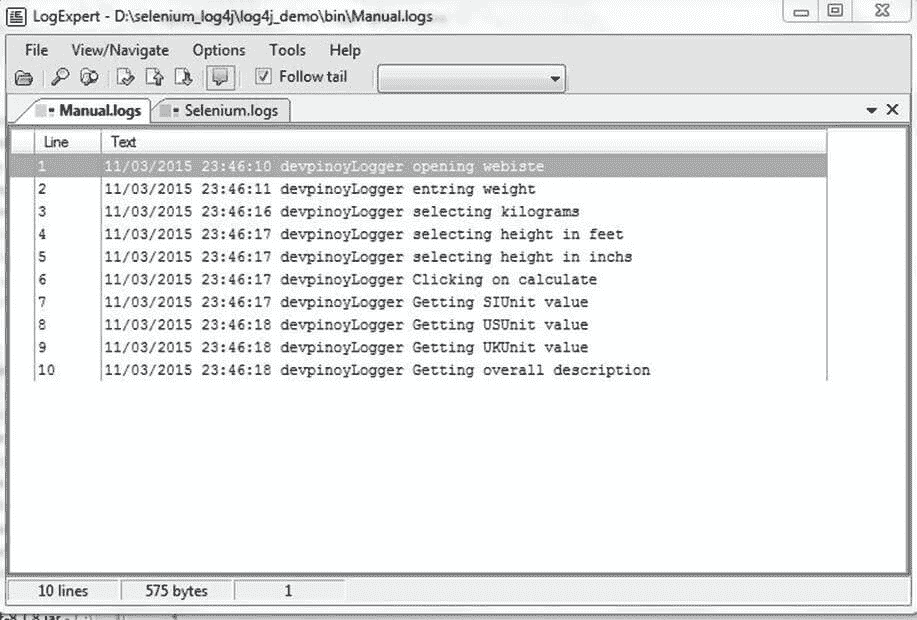 LogExpert - D:\selenium_log4j\log4j_demo\bin\Manual.logs
File View/Navigate Options Tools Help
Follow tail
Manual.logs Selenium.logs
Line Text
1 11/03/2015 23:46:10 devpinoyLogger opening webiste
2 11/03/2015 23:46:11 devpinoyLogger entring weight
3 11/03/2015 23:46:16 devpinoyLogger selecting kilograms
4 11/03/2015 23:46:17 devpinoyLogger selecting height in feet
5 11/03/2015 23:46:17 devpinoyLogger selecting height in inchs
6 11/03/2015 23:46:17 devpinoyLogger Clicking on calculate
7 11/03/2015 23:46:17 devpinoyLogger Getting SIUnit value
8 11/03/2015 23:46:18 devpinoyLogger Getting USUnit value
9 11/03/2015 23:46:18 devpinoyLogger Getting UKUnit value
10 11/03/2015 23:46:18 devpinoyLogger Getting overall description
10 lines 575 bytes 1